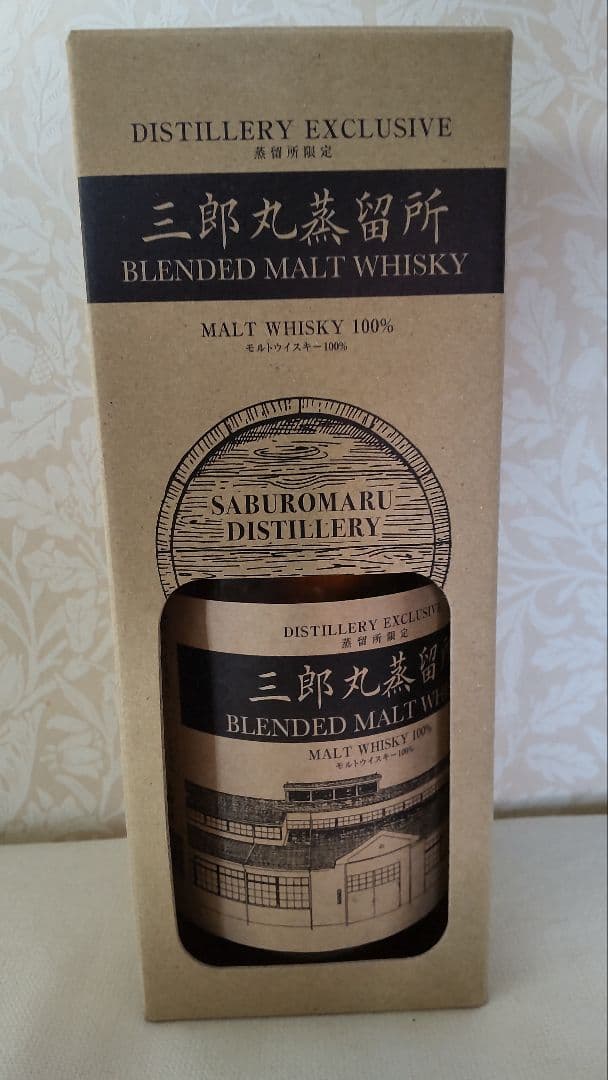 DISTILLERY EXCLUSIVE
蒸留所限定
三郎丸蒸留所
BLENDED MALT WHISKY
MALT WHISKY 100%
モルトウイスキー100%
SABUROMARU
DISTILLERY
DISTILLERY EXCLUSIVE
蒸留所限定
三郎丸蒸留所
BLENDED MALT WH
MALT WHISKY 100%
モルトウイスキー100%